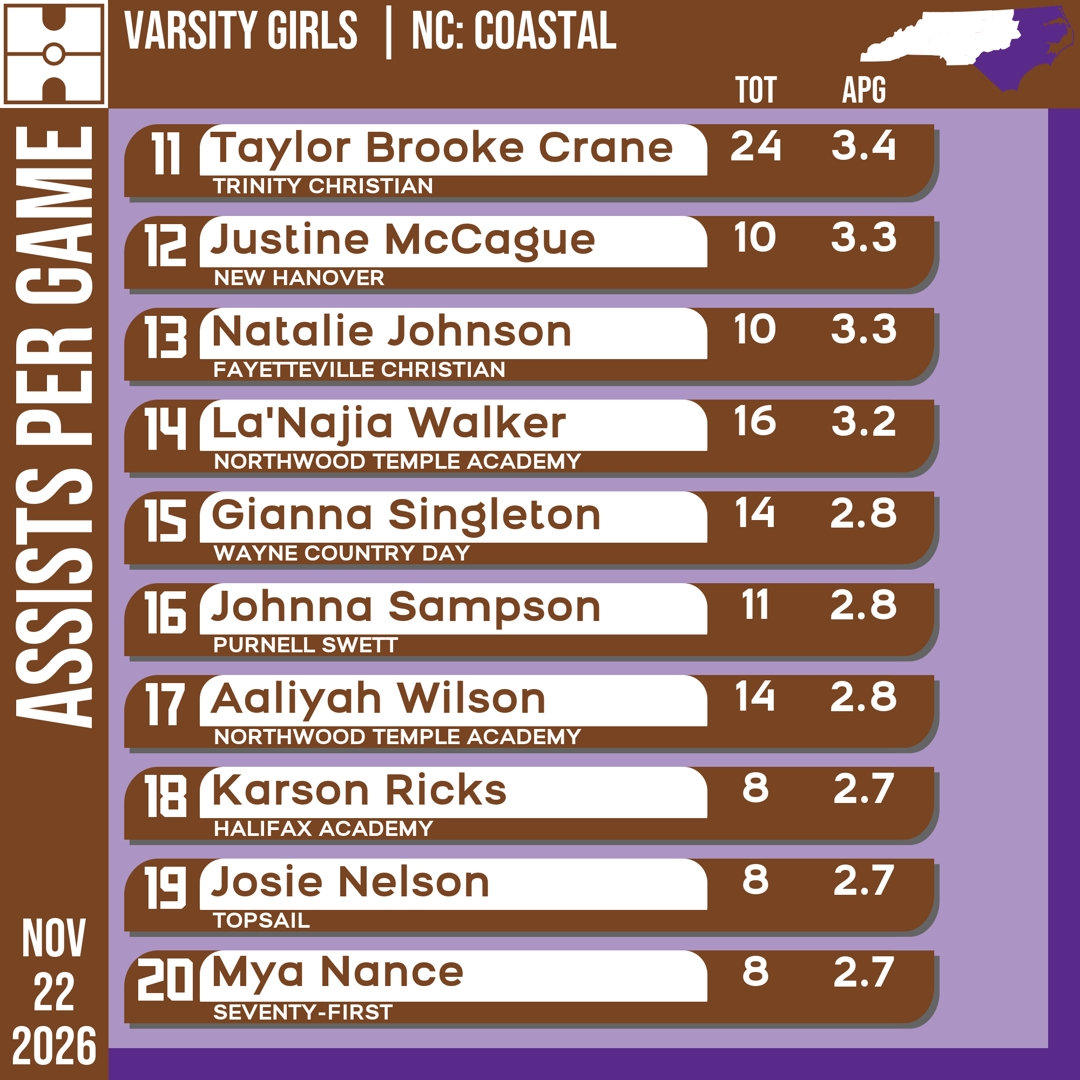 VARSITY GIRLS | NC: COASTAL
TOT APG
ASSISTS PER GAME
11 Taylor Brooke Crane 24 3.4
TRINITY CHRISTIAN
12 Justine McCague 10 3.3
NEW HANOVER
13 Natalie Johnson 10 3.3
FAYETTEVILLE CHRISTIAN
14 La'Najia Walker 16 3.2
NORTHWOOD TEMPLE ACADEMY
15 Gianna Singleton 14 2.8
WAYNE COUNTRY DAY
16 Johnna Sampson 11 2.8
PURNELL SWETT
17 Aaliyah Wilson 14 2.8
NORTHWOOD TEMPLE ACADEMY
18 Karson Ricks 8 2.7
HALIFAX ACADEMY
19 Josie Nelson 8 2.7
TOPSAIL
20 Mya Nance 8 2.7
SEVENTY-FIRST
NOV
22
2026